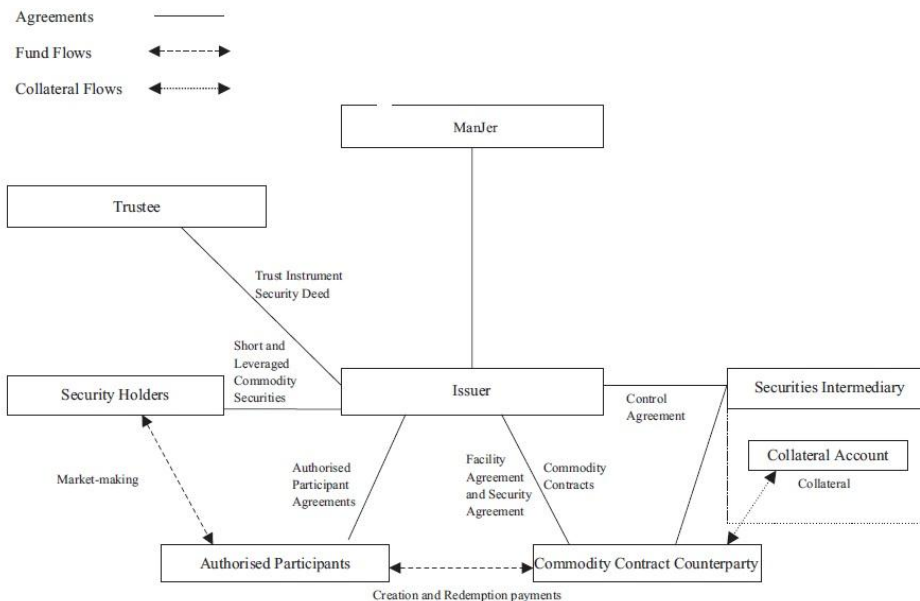 Agreements
Fund Flows
Collateral Flows
ManJer
Trustee
Trust Instrument
Security Deed
Short and
Leveraged
Commodity
Securities
Security Holders
Issuer
Securities Intermediary
Control
Agreement
Collateral Account
Collateral
Market-making
Authorised
Participant
Agreements
Facility
Agreement
and Security
Agreement
Commodity
Contracts
Authorised Participants
Commodity Contract Counterparty
Creation and Redemption payments